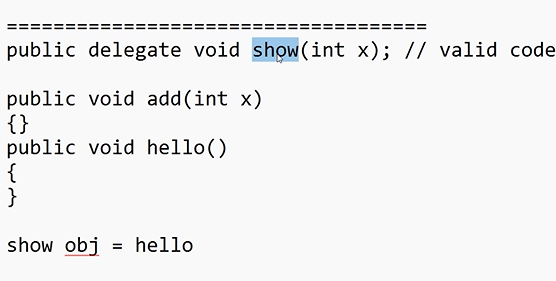 ====================================
public delegate void show(int x); // valid code
public void add(int x)
{}
public void hello()
{
}
show obj = hello